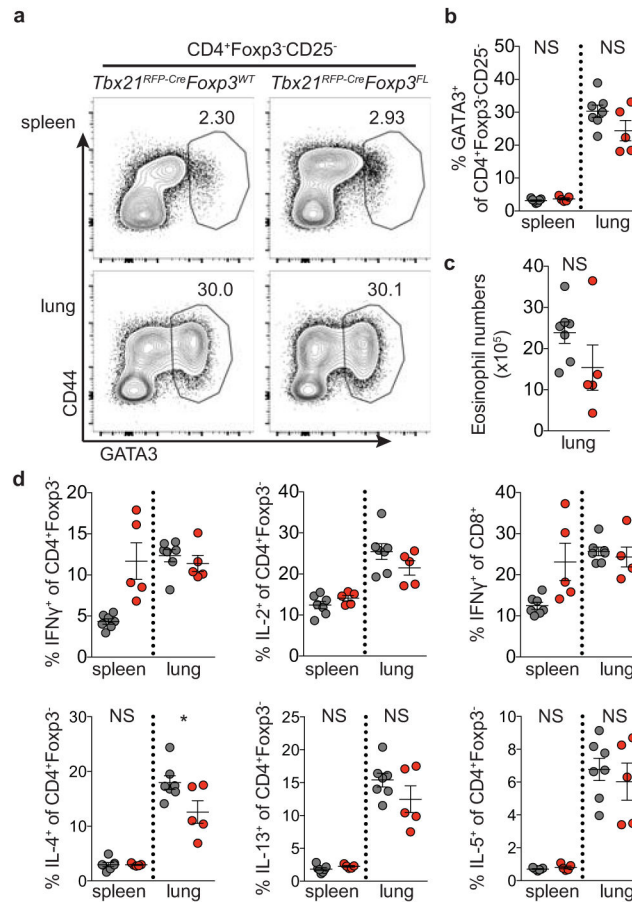 a
CD4⁺Foxp3⁻CD25⁻
Tbx21ᴿᶠᴾ⁻ᶜʳᵉFoxp3ᵂᵀ Tbx21ᴿᶠᴾ⁻ᶜʳᵉFoxp3ᶠᴸ
spleen
2.30 2.93
lung
30.0 30.1
CD44
GATA3
b
NS NS
% GATA3⁺
of CD4⁺Foxp3⁻CD25⁻
50
40
30
20
10
0
spleen lung
c
NS
Eosinophil numbers
(x10⁵)
40
30
20
10
0
lung
d
% IFNγ⁺ of CD4⁺Foxp3⁻
20
15
10
5
0
spleen lung
% IL-2⁺ of CD4⁺Foxp3⁻
40
30
20
10
0
spleen lung
% IFNγ⁺ of CD8⁺
40
30
20
10
0
spleen lung
NS *
% IL-4⁺ of CD4⁺Foxp3⁻
30
20
10
0
spleen lung
NS NS
% IL-13⁺ of CD4⁺Foxp3⁻
25
20
15
10
5
0
spleen lung
NS NS
% IL-5⁺ of CD4⁺Foxp3⁻
10
8
6
4
2
0
spleen lung